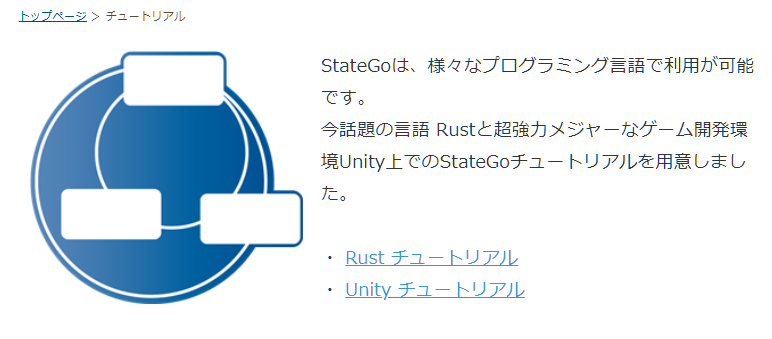 トップページ > チュートリアル
StateGoは、様々なプログラミング言語で利用が可能
です。
今話題の言語 Rustと超強力メジャーなゲーム開発環
境Unity上でのStateGoチュートリアルを用意しまし
た。
・ Rust チュートリアル
・ Unity チュートリアル